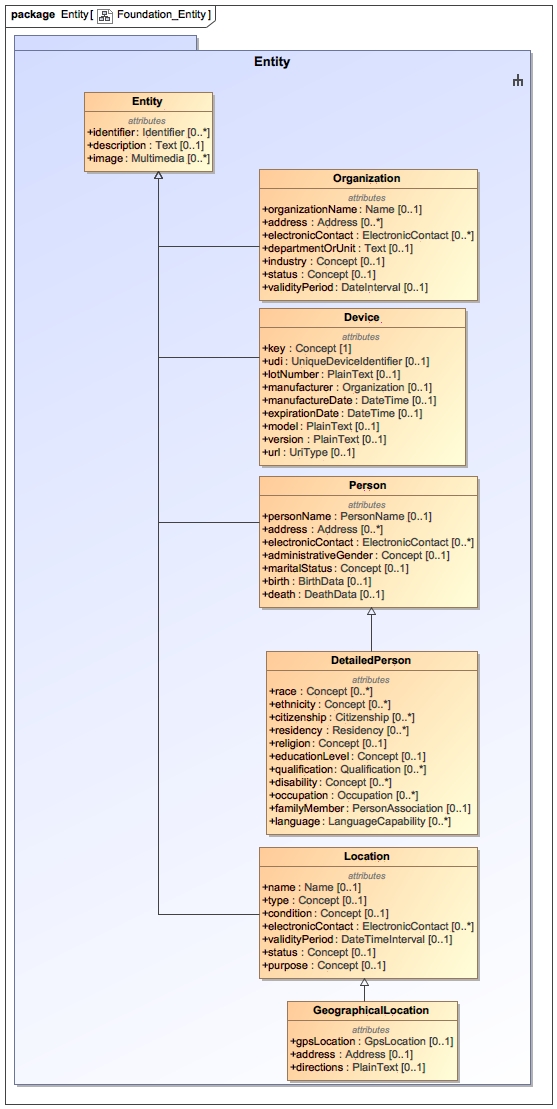 package Entity[ Foundation_Entity]
Entity
Entity
attributes
+identifier : Identifier [0..*]
+description : Text [0..1]
+image : Multimedia [0..*]
Organization
attributes
+organizationName : Name [0..1]
+address : Address [0..*]
+electronicContact : ElectronicContact [0..*]
+departmentOrUnit : Text [0..1]
+industry : Concept [0..1]
+status : Concept [0..1]
+validityPeriod : DateInterval [0..1]
Device
attributes
+key : Concept [1]
+udi : UniqueDeviceIdentifier [0..1]
+lotNumber : PlainText [0..1]
+manufacturer : Organization [0..1]
+manufactureDate : DateTime [0..1]
+expirationDate : DateTime [0..1]
+model : PlainText [0..1]
+version : PlainText [0..1]
+url : UriType [0..1]
Person
attributes
+personName : PersonName [0..1]
+address : Address [0..*]
+electronicContact : ElectronicContact [0..*]
+administrativeGender : Concept [0..1]
+maritalStatus : Concept [0..1]
+birth : BirthData [0..1]
+death : DeathData [0..1]
DetailedPerson
attributes
+race : Concept [0..*]
+ethnicity : Concept [0..*]
+citizenship : Citizenship [0..*]
+residency : Residency [0..*]
+religion : Concept [0..1]
+educationLevel : Concept [0..1]
+qualification : Qualification [0..*]
+disability : Concept [0..*]
+occupation : Occupation [0..*]
+familyMember : PersonAssociation [0..1]
+language : LanguageCapability [0..*]
Location
attributes
+name : Name [0..1]
+type : Concept [0..1]
+condition : Concept [0..1]
+electronicContact : ElectronicContact [0..*]
+validityPeriod : DateTimeInterval [0..1]
+status : Concept [0..1]
+purpose : Concept [0..1]
GeographicalLocation
attributes
+gpsLocation : GpsLocation [0..1]
+address : Address [0..1]
+directions : PlainText [0..1]